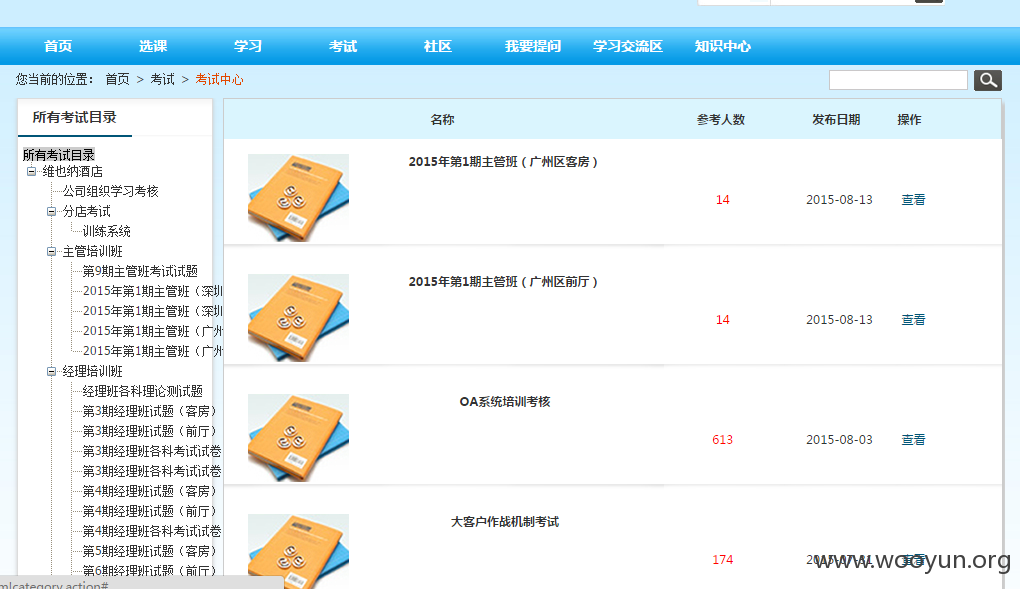 首页 选课 学习 考试 社区 我要提问 学习交流区 知识中心
您当前的位置： 首页 > 考试 > 考试中心
所有考试目录
所有考试目录
维也纳酒店
公司组织学习考核
分店考试
训练系统
主管培训班
第9期主管班考试试题
2015年第1期主管班（深圳
2015年第1期主管班（深圳
2015年第1期主管班（广州
2015年第1期主管班（广州
经理培训班
经理班各科理论测试题
第3期经理班试题（客房）
第3期经理班试题（前厅）
第3期经理班各科考试试卷
第3期经理班各科考试试卷
第4期经理班试题（客房）
第4期经理班试题（前厅）
第4期经理班各科考试试卷
第5期经理班试题（客房）
第6期经理班试题（前厅）
mlcategory.action#
名称 参考人数 发布日期 操作
2015年第1期主管班（广州区客房）
14 2015-08-13 查看
2015年第1期主管班（广州区前厅）
14 2015-08-13 查看
OA系统培训考核
613 2015-08-03 查看
大客户作战机制考试
174 2015-07-31 查看
www.wooyun.org